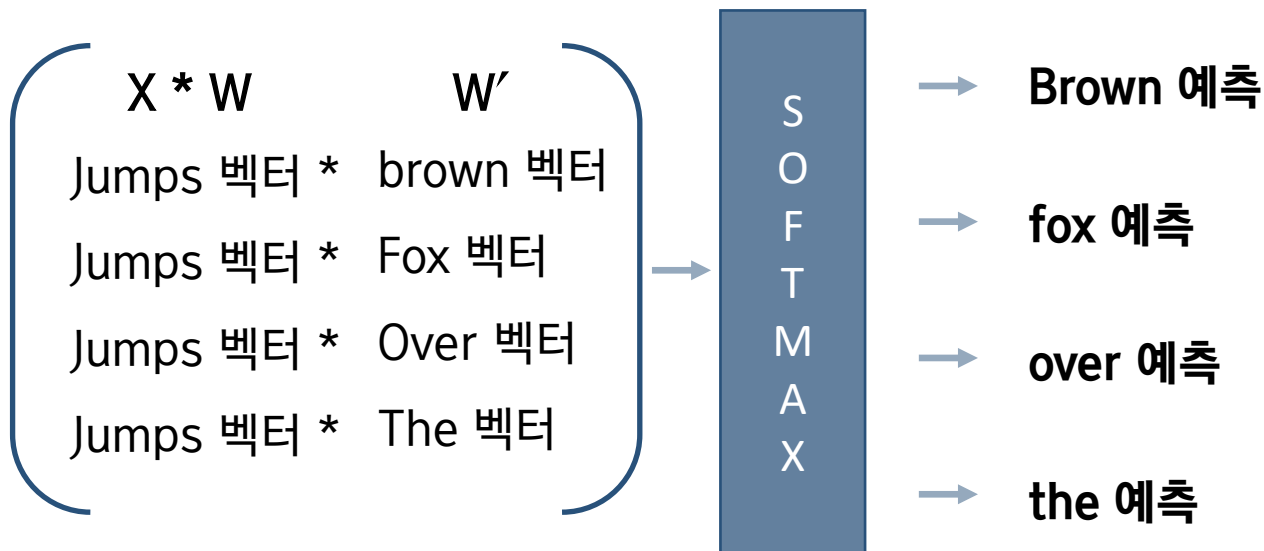 X * W W′
Jumps 벡터 * brown 벡터
Jumps 벡터 * Fox 벡터
Jumps 벡터 * Over 벡터
Jumps 벡터 * The 벡터
S
O
F
T
M
A
X
Brown 예측
fox 예측
over 예측
the 예측